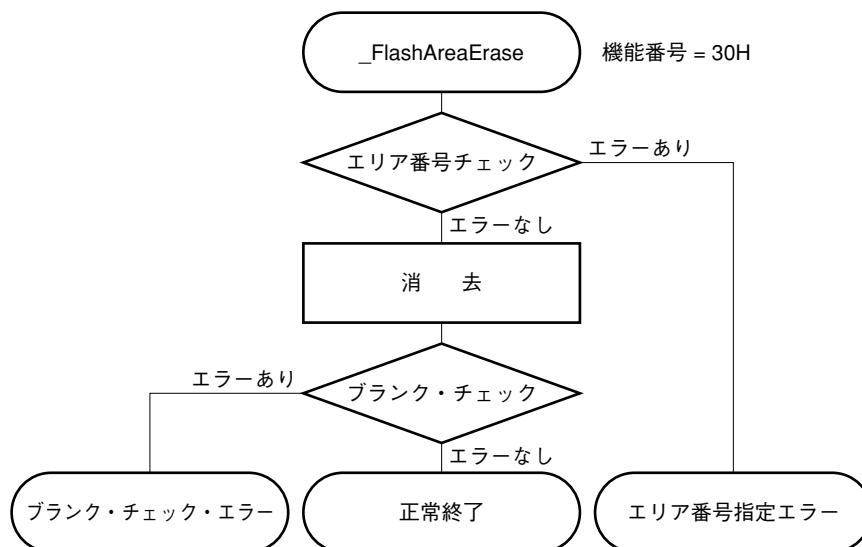 _FlashAreaErase 機能番号 = 30H
エリア番号チェック エラーあり
エラーなし
消　　去
エラーあり ブランク・チェック
エラーなし
ブランク・チェック・エラー 正常終了 エリア番号指定エラー